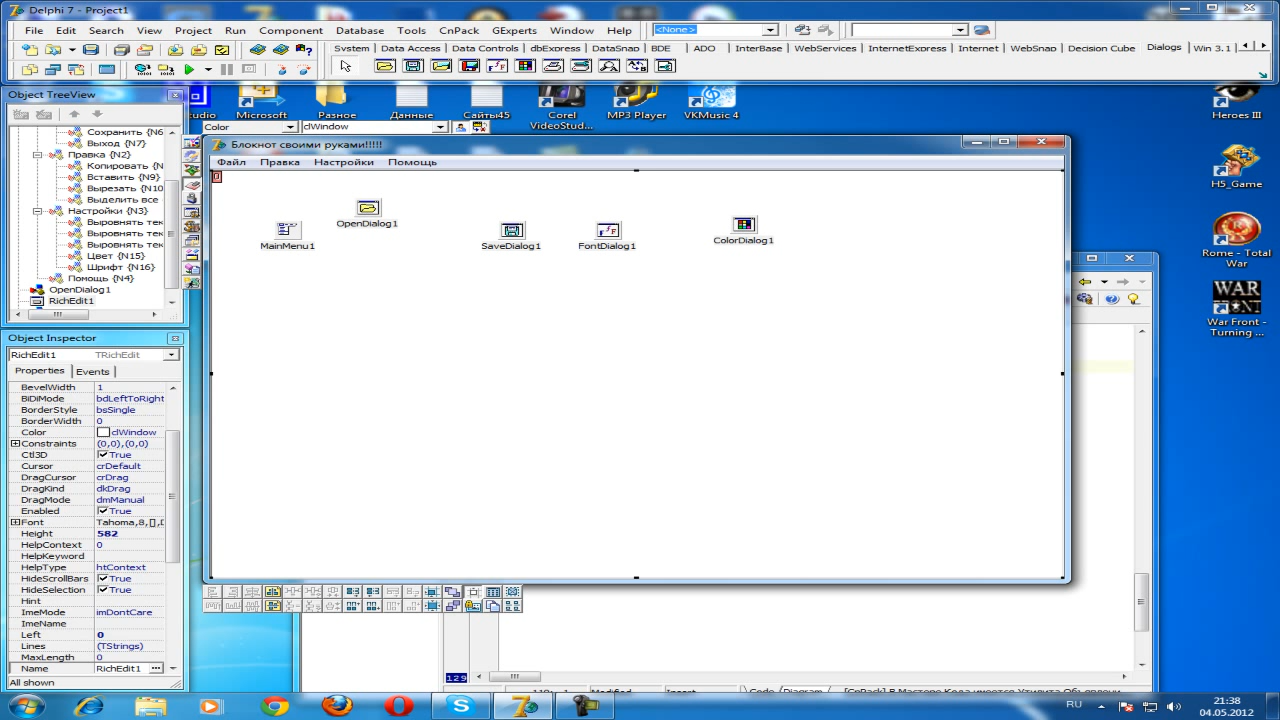 Delphi 7 - Project1
File Edit Search View Project Run Component Database Tools CnPack GExperts Window Help <None>
System Data Access Data Controls dbExpress DataSnap BDE ADO InterBase WebServices InternetExpress Internet WebSnap Decision Cube Dialogs Win 3.1
Object TreeView
Сохранить {N6
Выход {N7}
Правка {N2}
Копировать {N
Вставить {N9}
Вырезать {N10
Выделить все
Настройки {N3}
Выровнять тек
Выровнять тек
Выровнять тек
Цвет {N15}
Шрифт {N16}
Помощь {N4}
OpenDialog1
RichEdit1
Object Inspector
RichEdit1 TRichEdit
Properties Events
BevelWidth 1
BiDiMode bdLeftToRight
BorderStyle bsSingle
BorderWidth 0
Color clWindow
Constraints (0,0),(0,0)
Ctl3D True
Cursor crDefault
DragCursor crDrag
DragKind dkDrag
DragMode dmManual
Enabled True
Font Tahoma,8,[],
Height 582
HelpContext 0
HelpKeyword
HelpType htContext
HideScrollBars True
HideSelection True
Hint
ImeMode imDontCare
ImeName
Left 0
Lines (TStrings)
MaxLength 0
Name RichEdit1
All shown
tudio
Microsoft
Разное
Данные
Сайты45
Corel
VideoStud...
MP3 Player
VKMusic 4
Color clWindow
Блокнот своими руками!!!!!
Файл Правка Настройки Помощь
MainMenu1
OpenDialog1
SaveDialog1
FontDialog1
ColorDialog1
Heroes III
H5_Game
Rome - Total
War
WAR
FRONT
War Front -
Turning ...
129
Modified Insert Code Diagram
RU
21:38
04.05.2012